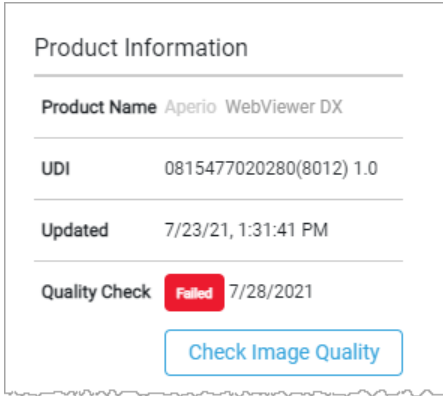 Product Information
Product Name Aperio WebViewer DX
UDI 0815477020280(8012) 1.0
Updated 7/23/21, 1:31:41 PM
Quality Check Failed 7/28/2021
Check Image Quality